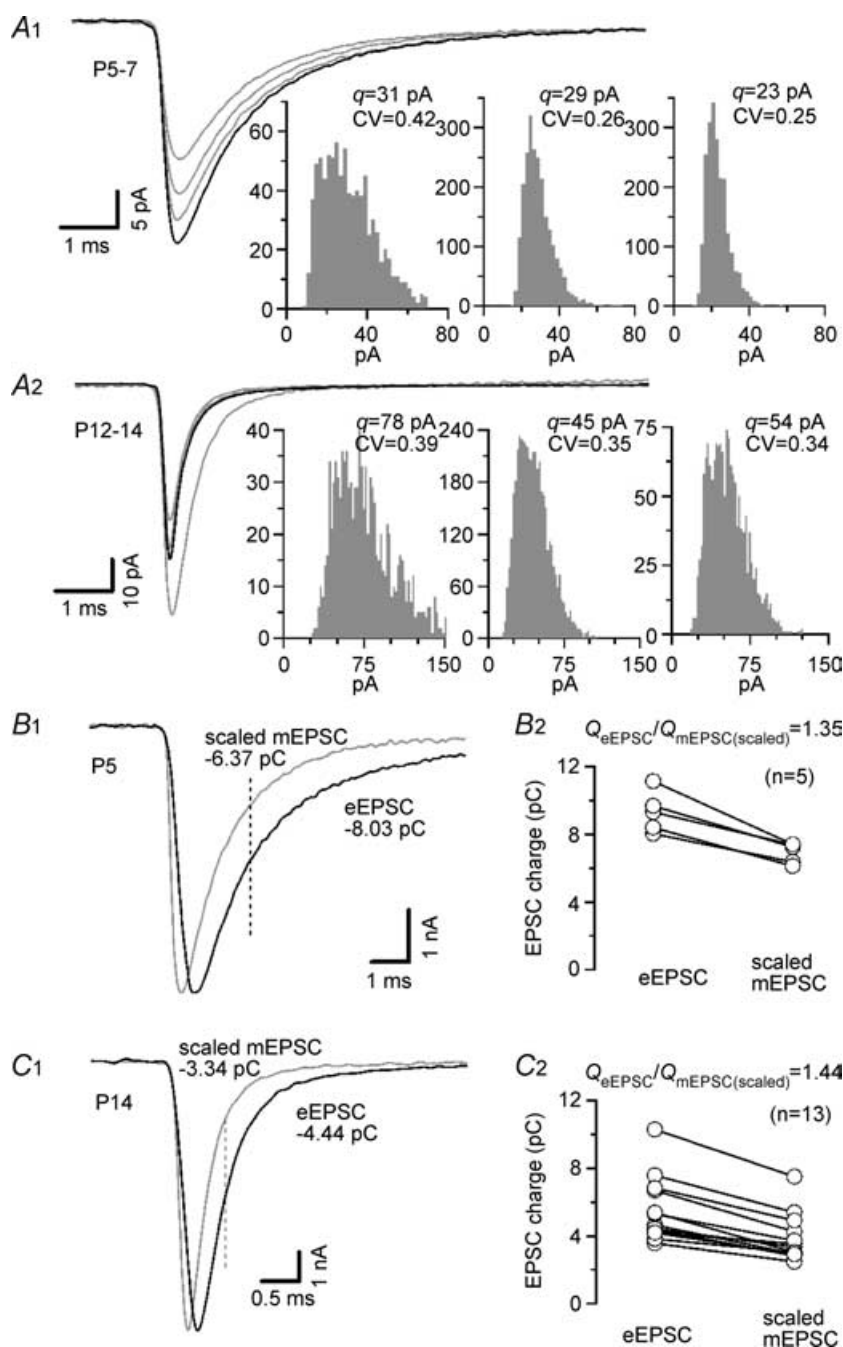 A1
P5-7
5 pA
1 ms
q=31 pA
CV=0.42
60
40
20
0
0 40 80
pA
q=29 pA
CV=0.26
300
200
100
0
0 40 80
pA
q=23 pA
CV=0.25
300
200
100
0
0 40 80
pA
A2
P12-14
10 pA
1 ms
q=78 pA
CV=0.39
40
30
20
10
0
0 75 150
pA
q=45 pA
CV=0.35
240
180
120
60
0
0 75 150
pA
q=54 pA
CV=0.34
75
50
25
0
0 75 150
pA
B1
P5
scaled mEPSC
-6.37 pC
eEPSC
-8.03 pC
1 nA
1 ms
B2
QeEPSC/QmEPSC(scaled)=1.35
(n=5)
EPSC charge (pC)
12
8
4
0
eEPSC
scaled
mEPSC
C1
P14
scaled mEPSC
-3.34 pC
eEPSC
-4.44 pC
1 nA
0.5 ms
C2
QeEPSC/QmEPSC(scaled)=1.44
(n=13)
EPSC charge (pC)
12
8
4
0
eEPSC
scaled
mEPSC